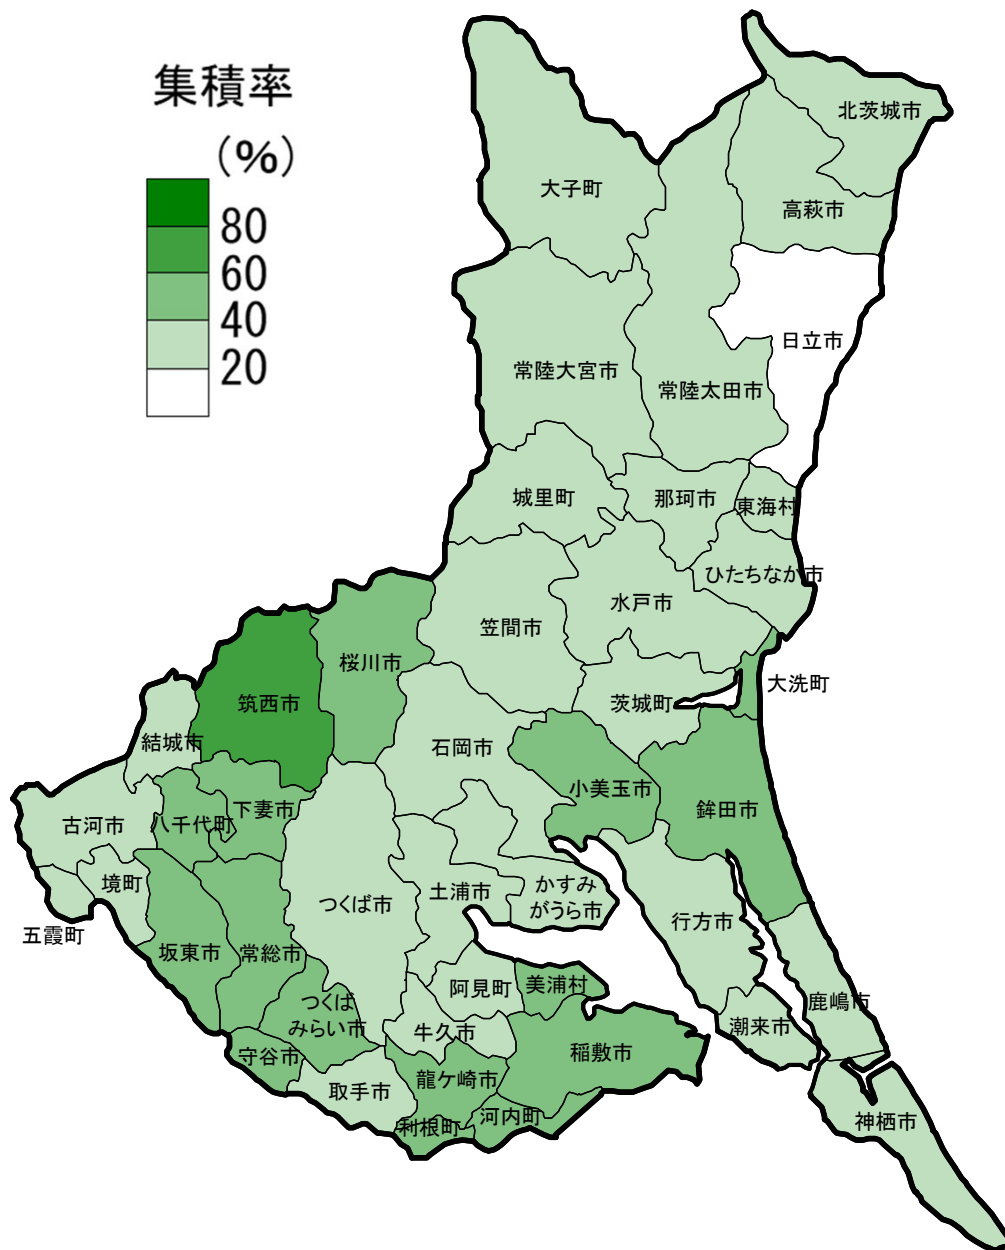 集積率
(%)
80
60
40
20
北茨城市
大子町
高萩市
日立市
常陸大宮市
常陸太田市
城里町
那珂市
東海村
ひたちなか市
水戸市
笠間市
桜川市
大洗町
筑西市
茨城町
結城市
石岡市
小美玉市
下妻市
鉾田市
古河市
八千代町
境町
かすみ
がうら市
土浦市
つくば市
行方市
五霞町
坂東市
常総市
美浦村
阿見町
つくば
みらい市
鹿嶋市
潮来市
牛久市
守谷市
稲敷市
龍ケ崎市
取手市
河内町
利根町
神栖市